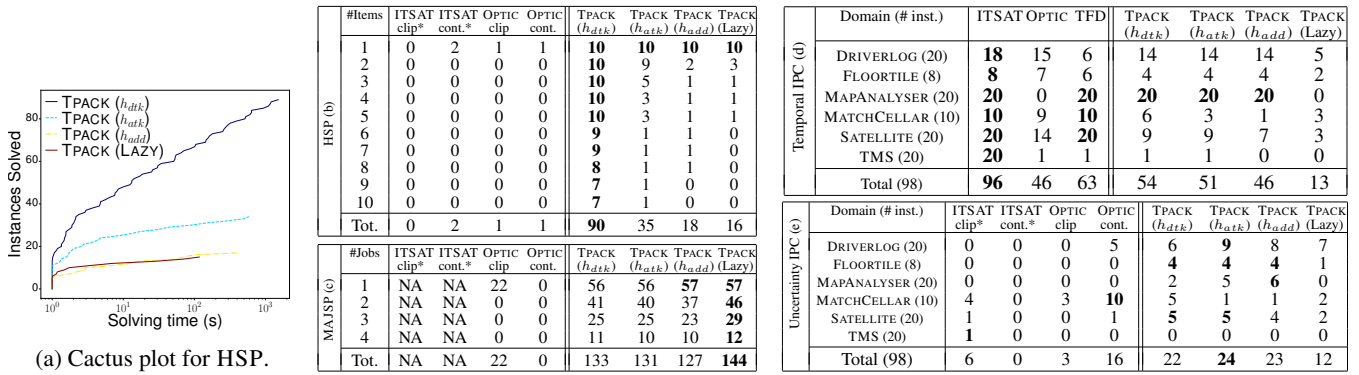 80
60
40
20
0
Instances Solved
TPACK (h_dtk)
TPACK (h_atk)
TPACK (h_add)
TPACK (LAZY)
10^0 10^1 10^2 10^3
Solving time (s)
(a) Cactus plot for HSP.
HSP (b)
#Items ITSAT clip* ITSAT cont.* OPTIC clip OPTIC cont. TPACK (h_dtk) TPACK (h_atk) TPACK (h_add) TPACK (Lazy)
1 0 2 1 1 10 10 10 10
2 0 0 0 0 10 9 2 3
3 0 0 0 0 10 5 1 1
4 0 0 0 0 10 3 1 1
5 0 0 0 0 10 3 1 1
6 0 0 0 0 9 1 1 0
7 0 0 0 0 9 1 1 0
8 0 0 0 0 8 1 1 0
9 0 0 0 0 7 1 0 0
10 0 0 0 0 7 1 0 0
Tot. 0 2 1 1 90 35 18 16
MAJSP (c)
#Jobs ITSAT clip* ITSAT cont.* OPTIC clip OPTIC cont. TPACK (h_dtk) TPACK (h_atk) TPACK (h_add) TPACK (Lazy)
1 NA NA 22 0 56 56 57 57
2 NA NA 0 0 41 40 37 46
3 NA NA 0 0 25 25 23 29
4 NA NA 0 0 11 10 10 12
Tot. NA NA 22 0 133 131 127 144
Temporal IPC (d)
Domain (# inst.) ITSAT OPTIC TFD TPACK (h_dtk) TPACK (h_atk) TPACK (h_add) TPACK (Lazy)
DRIVERLOG (20) 18 15 6 14 14 14 5
FLOORTILE (8) 8 7 6 4 4 4 2
MAPANALYSER (20) 20 0 20 20 20 20 0
MATCHCELLAR (10) 10 9 10 6 3 1 3
SATELLITE (20) 20 14 20 9 9 7 3
TMS (20) 20 1 1 1 1 0 0
Total (98) 96 46 63 54 51 46 13
Uncertainty IPC (e)
Domain (# inst.) ITSAT clip* ITSAT cont.* OPTIC clip OPTIC cont. TPACK (h_dtk) TPACK (h_atk) TPACK (h_add) TPACK (Lazy)
DRIVERLOG (20) 0 0 0 5 6 9 8 7
FLOORTILE (8) 0 0 0 0 4 4 4 1
MAPANALYSER (20) 0 0 0 0 2 5 6 0
MATCHCELLAR (10) 4 0 3 10 5 1 1 2
SATELLITE (20) 1 0 0 1 5 5 4 2
TMS (20) 1 0 0 0 0 0 0 0
Total (98) 6 0 3 16 22 24 23 12